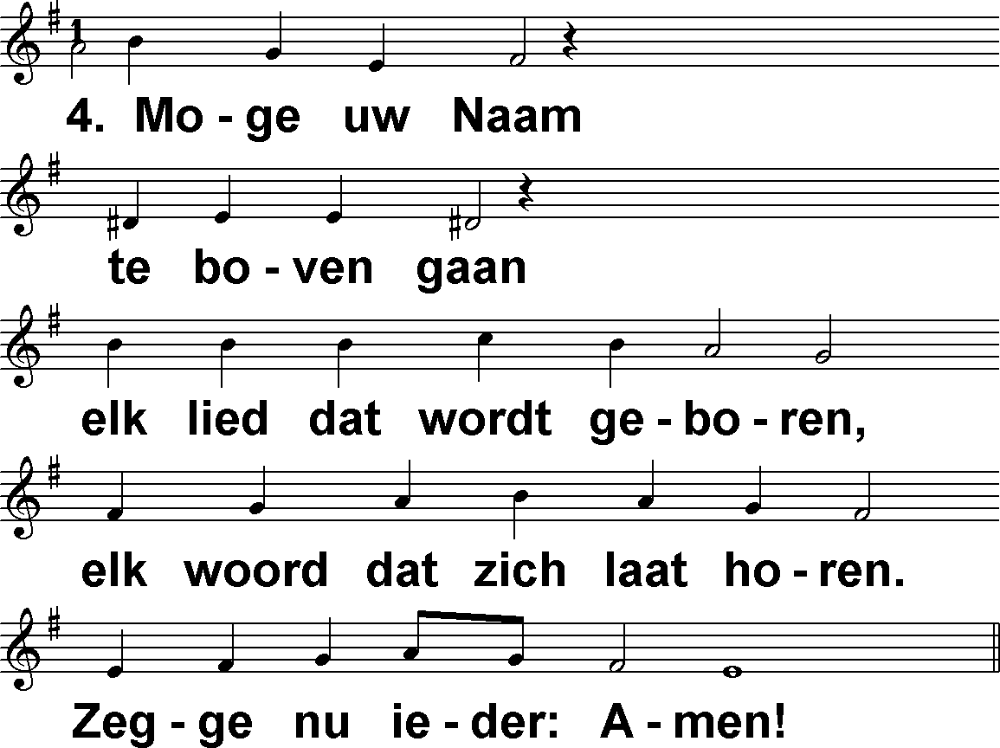 1
4. Mo - ge uw Naam
te bo - ven gaan
elk lied dat wordt ge - bo - ren,
elk woord dat zich laat ho - ren.
Zeg - ge nu ie - der: A - men!